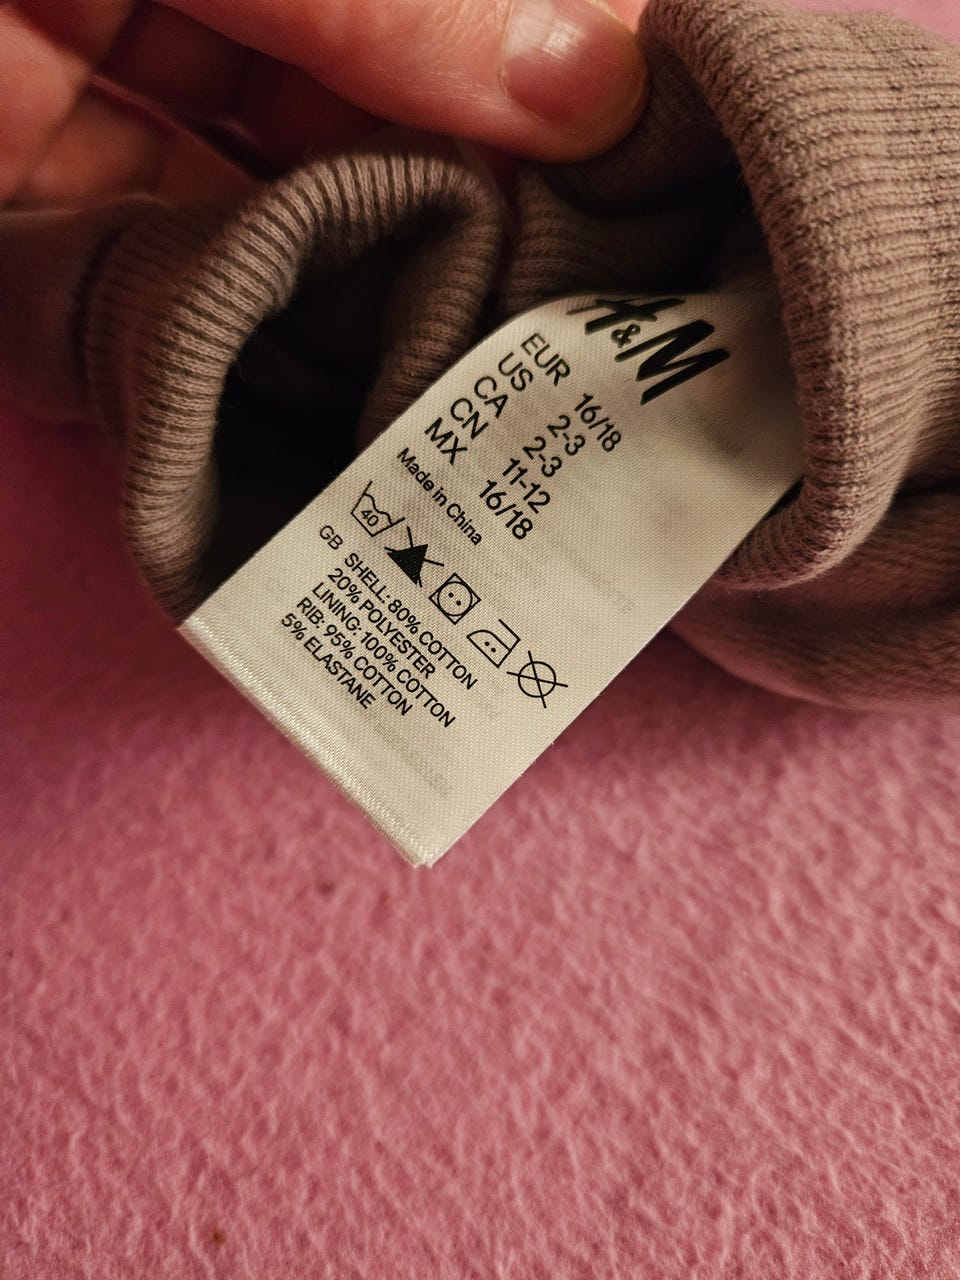 H&M
EUR 16/18
US 2-3
CA 2-3
CN 11-12
MX 16/18
Made in China
40
GB SHELL: 80% COTTON
20% POLYESTER
LINING: 100% COTTON
RIB: 95% COTTON
5% ELASTANE